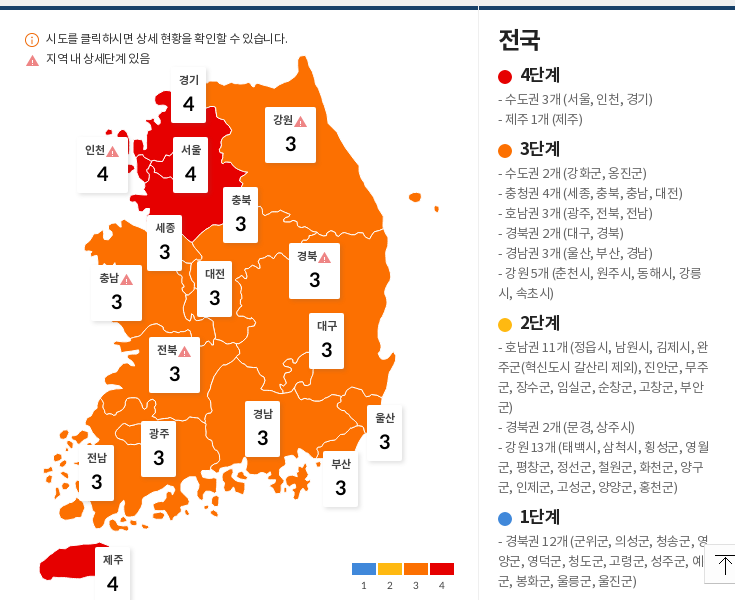 시도를 클릭하시면 상세 현황을 확인할 수 있습니다.
지역 내 상세단계 있음
경기
4
강원
3
인천
4
서울
4
충북
3
세종
3
경북
3
대전
3
충남
3
대구
3
전북
3
경남
3
울산
3
광주
3
전남
3
부산
3
제주
4
1 2 3 4
전국
4단계
- 수도권 3개 (서울, 인천, 경기)
- 제주 1개 (제주)
3단계
- 수도권 2개 (강화군, 옹진군)
- 충청권 4개 (세종, 충북, 충남, 대전)
- 호남권 3개 (광주, 전북, 전남)
- 경북권 2개 (대구, 경북)
- 경남권 3개 (울산, 부산, 경남)
- 강원 5개 (춘천시, 원주시, 동해시, 강릉
시, 속초시)
2단계
- 호남권 11개 (정읍시, 남원시, 김제시, 완
주군(혁신도시 갈산리 제외), 진안군, 무주
군, 장수군, 임실군, 순창군, 고창군, 부안
군)
- 경북권 2개 (문경, 상주시)
- 강원 13개 (태백시, 삼척시, 횡성군, 영월
군, 평창군, 정선군, 철원군, 화천군, 양구
군, 인제군, 고성군, 양양군, 홍천군)
1단계
- 경북권 12개 (군위군, 의성군, 청송군, 영
양군, 영덕군, 청도군, 고령군, 성주군, 예
군, 봉화군, 울릉군, 울진군)